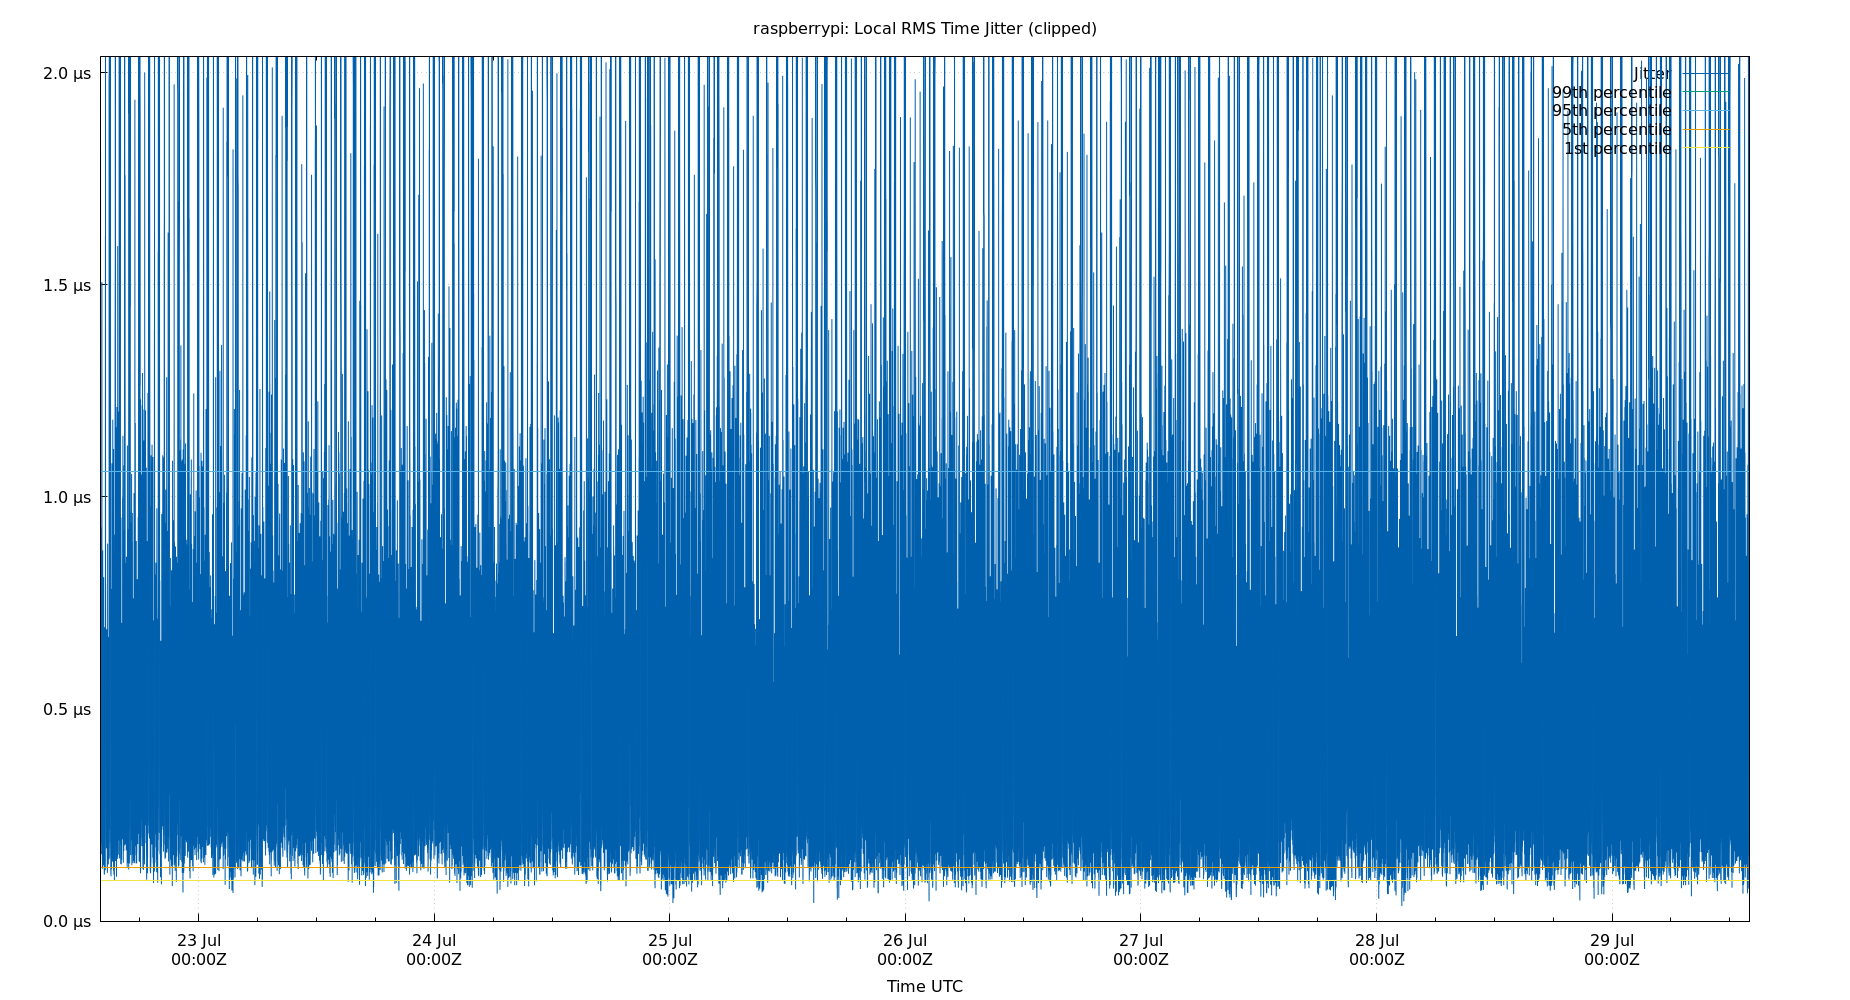 raspberrypi: Local RMS Time Jitter (clipped)
2.0 µs
1.5 µs
1.0 µs
0.5 µs
0.0 µs
Jitter
99th percentile
95th percentile
5th percentile
1st percentile
23 Jul
00:00Z
24 Jul
00:00Z
25 Jul
00:00Z
26 Jul
00:00Z
27 Jul
00:00Z
28 Jul
00:00Z
29 Jul
00:00Z
Time UTC